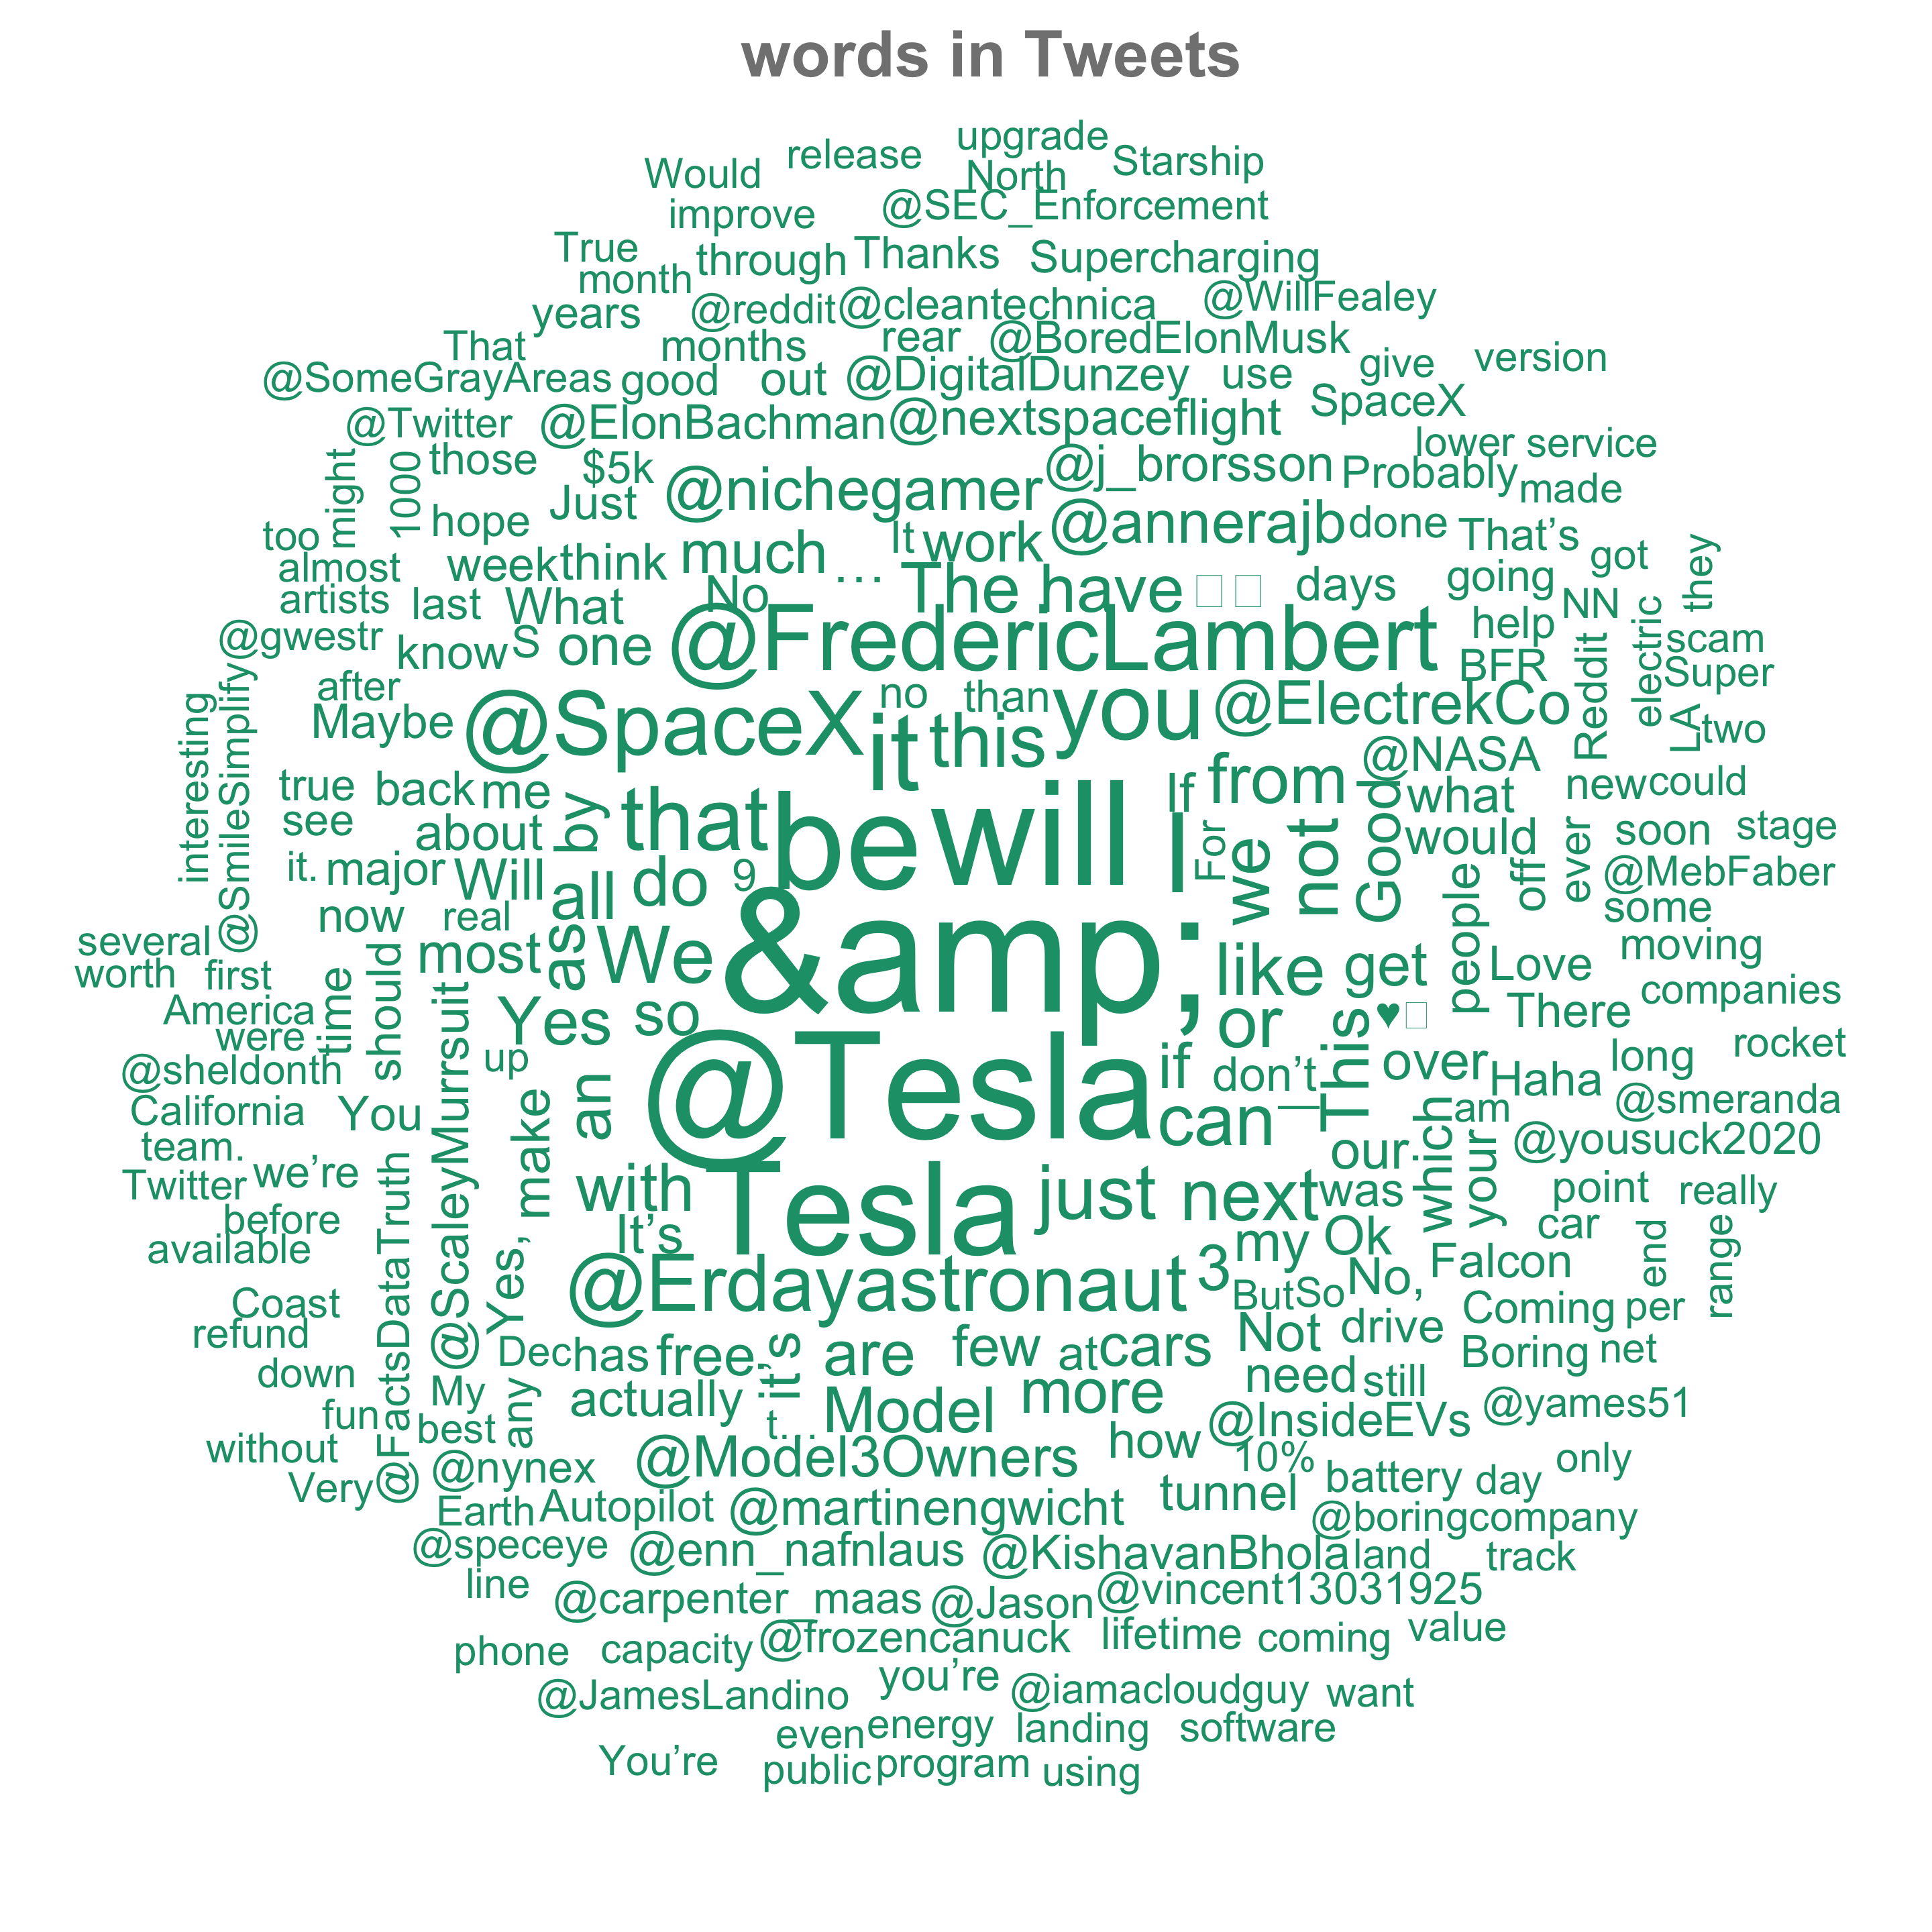 words in Tweets
upgrade
release
Would
North
Starship
improve
@SEC_Enforcement
True
through
Thanks
Supercharging
month
years
@reddit
@cleantechnica
@WillFealey
That
months
rear
@BoredElonMusk
give
version
@SomeGrayAreas
good
out
@DigitalDunzey
use
SpaceX
@Twitter
@ElonBachman
@nextspaceflight
lower
service
might
1000
those
$5k
@nichegamer
@j_brorsson
Probably
made
too
hope
Just
It
work
@annerajb
done
That’s
got
they
almost
week
think
much
…
The
have
days
going
artists
last
What
No
NN
electric
@gwestr
know
S
one
@FredericLambert
help
Reddit
scam
after
no
than
BFR
Super
interesting
@SmileSimplify
Maybe
@SpaceX
it
this
you
@ElectrekCo
LA
two
@NASA
true
back
me
by
that
be
will
I
If
from
Good
what
new
could
see
about
For
we
not
would
soon
stage
it.
major
Will
all
do
9
people
off
ever
@MebFaber
now
real
some
several
most
as
We
&amp;
like
get
Love
moving
worth
first
time
should
America
Yes
so
or
♥
This
There
companies
were
up
if
don’t
over
Haha
long
rocket
@sheldonth
California
You
@ScaleyMurrsuit
make
an
@Tesla
can
—
which
am
@smeranda
team.
our
your
@yousuck2020
Twitter
we’re
@FactsDataTruth
Yes,
with
Tesla
just
next
was
point
really
before
It’s
my
Ok
car
end
range
available
@Erdayastronaut
3
But
So
No,
Falcon
Coast
Coming
per
refund
Dec
has
free.
it’s
are
few
at
cars
Not
drive
Boring
net
down
My
any
actually
need
still
fun
best
t…
Model
more
@InsideEVs
@yames51
without
@Model3Owners
how
10%
only
Very
@nynex
battery
day
Earth
Autopilot
@martinengwicht
tunnel
@boringcompany
@speceye
@enn_nafnlaus
@KishavanBhola
land
track
line
@carpenter_maas
@Jason
@vincent13031925
phone
capacity
@frozencanuck
lifetime
coming
value
@JamesLandino
you’re
@iamacloudguy
want
even
energy
landing
software
You’re
public
program
using